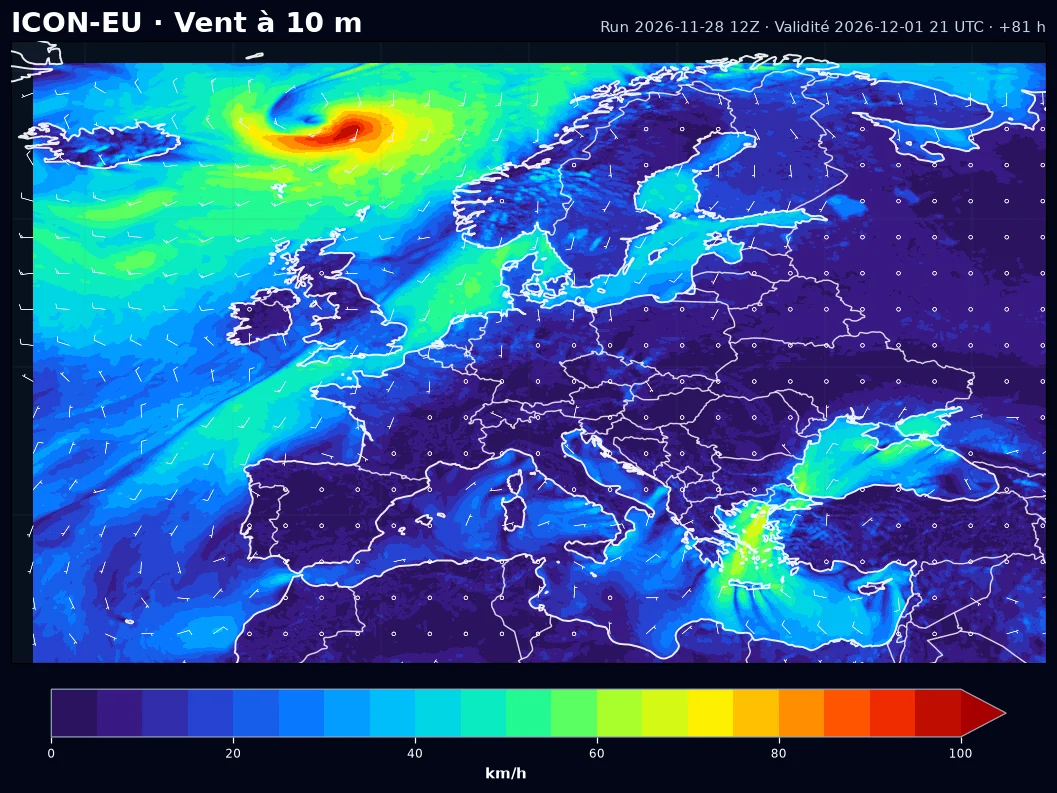 ICON-EU · Vent à 10 m
Run 2026-11-28 12Z · Validité 2026-12-01 21 UTC · +81 h
0 20 40 60 80 100
km/h